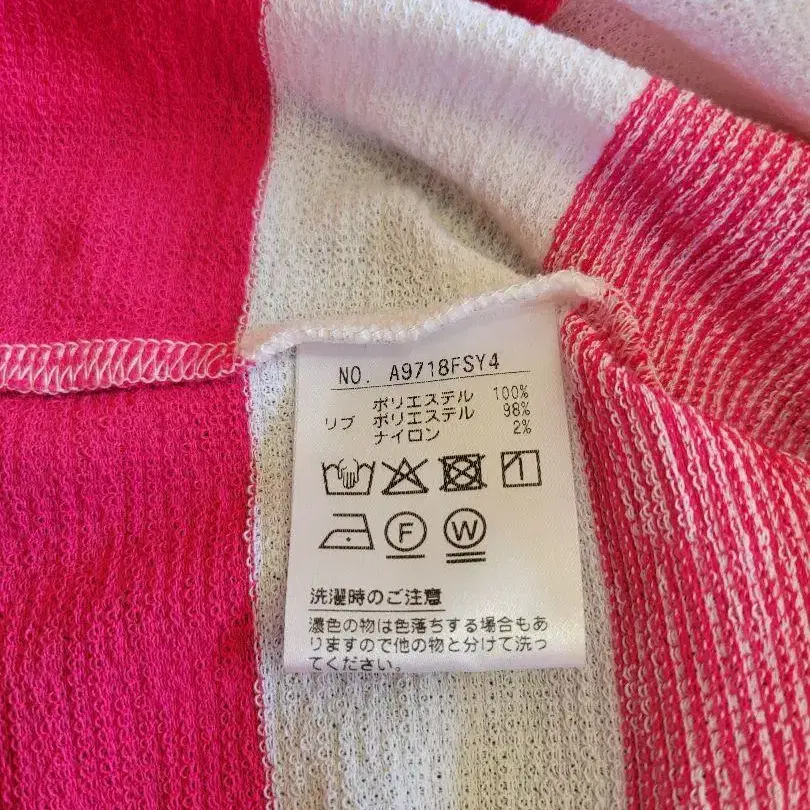 NO. A9718FSY4
ポリエステル 100%
リブ ポリエステル 98%
ナイロン 2%
F W
洗濯時のご注意
濃色の物は色落ちする場合もあ
りますので他の物と分けて洗っ
てください。